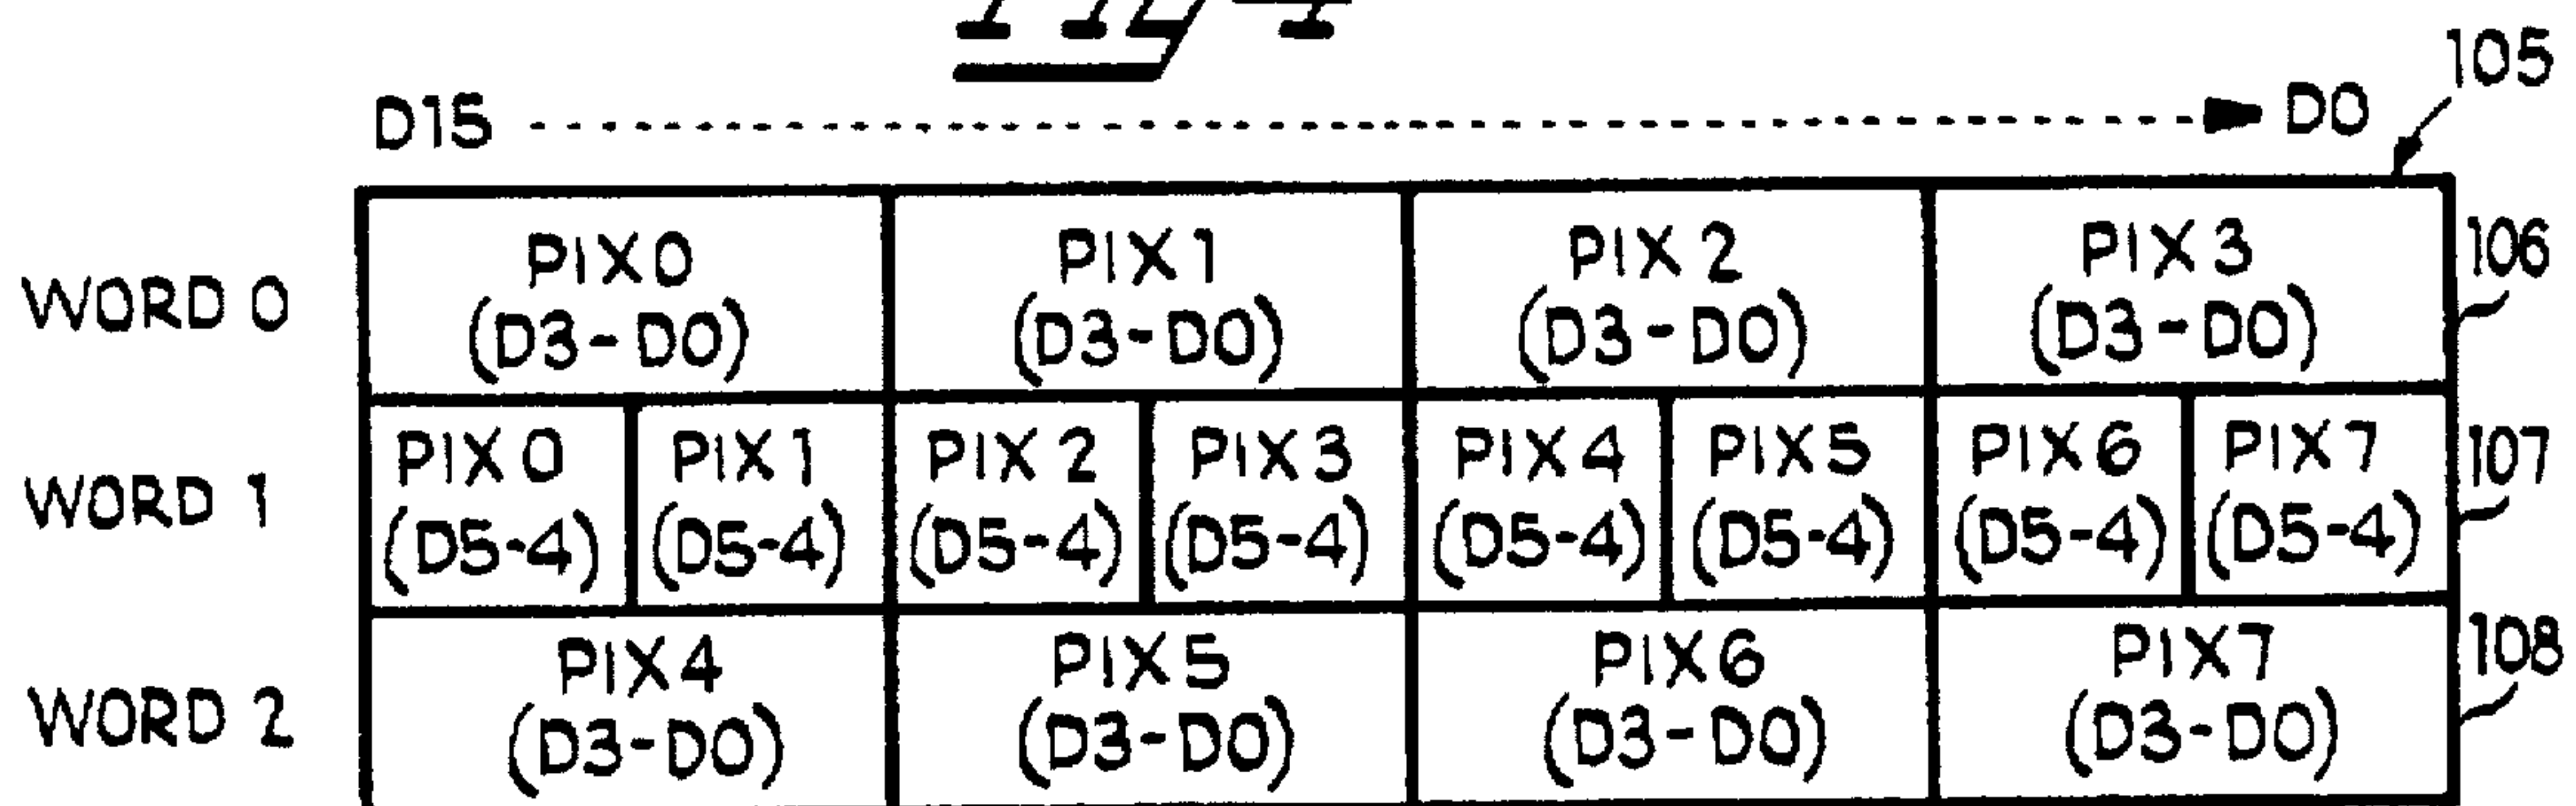 Fig 4
105
D15 D0
PIX0 PIX1 PIX2 PIX3 106
WORD 0 (D3-D0) (D3-D0) (D3-D0) (D3-D0)
PIX0 PIX1 PIX2 PIX3 PIX4 PIX5 PIX6 PIX7 107
WORD 1 (D5-4) (D5-4) (D5-4) (D5-4) (D5-4) (D5-4) (D5-4) (D5-4)
PIX4 PIX5 PIX6 PIX7 108
WORD 2 (D3-D0) (D3-D0) (D3-D0) (D3-D0)